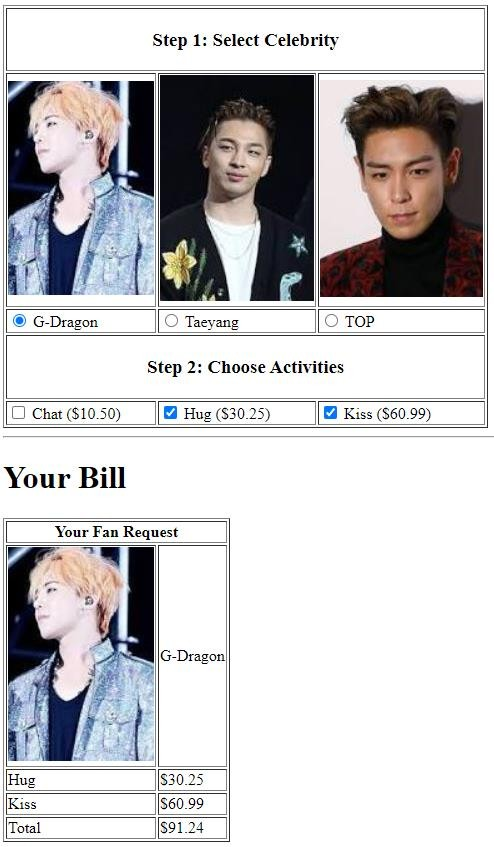 Step 1: Select Celebrity
G-Dragon Taeyang TOP
Step 2: Choose Activities
Chat ($10.50) Hug ($30.25) Kiss ($60.99)
Your Bill
Your Fan Request
G-Dragon
Hug $30.25
Kiss $60.99
Total $91.24